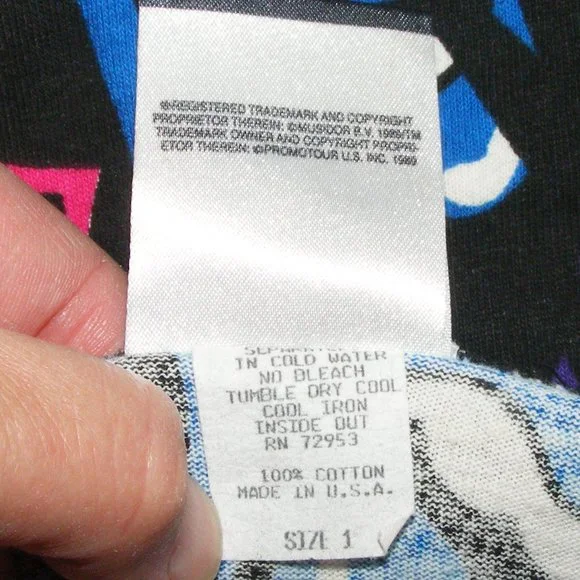 ®REGISTERED TRADEMARK AND COPYRIGHT
PROPRIETOR THEREIN: ©MUSIDOR B.V. 1989/TM
TRADEMARK OWNER AND COPYRIGHT PROPRI-
ETOR THEREIN: ©PROMOTOUR U.S. INC. 1989
IN COLD WATER
NO BLEACH
TUMBLE DRY COOL
COOL IRON
INSIDE OUT
RN 72953
100% COTTON
MADE IN U.S.A.
SIZE 1